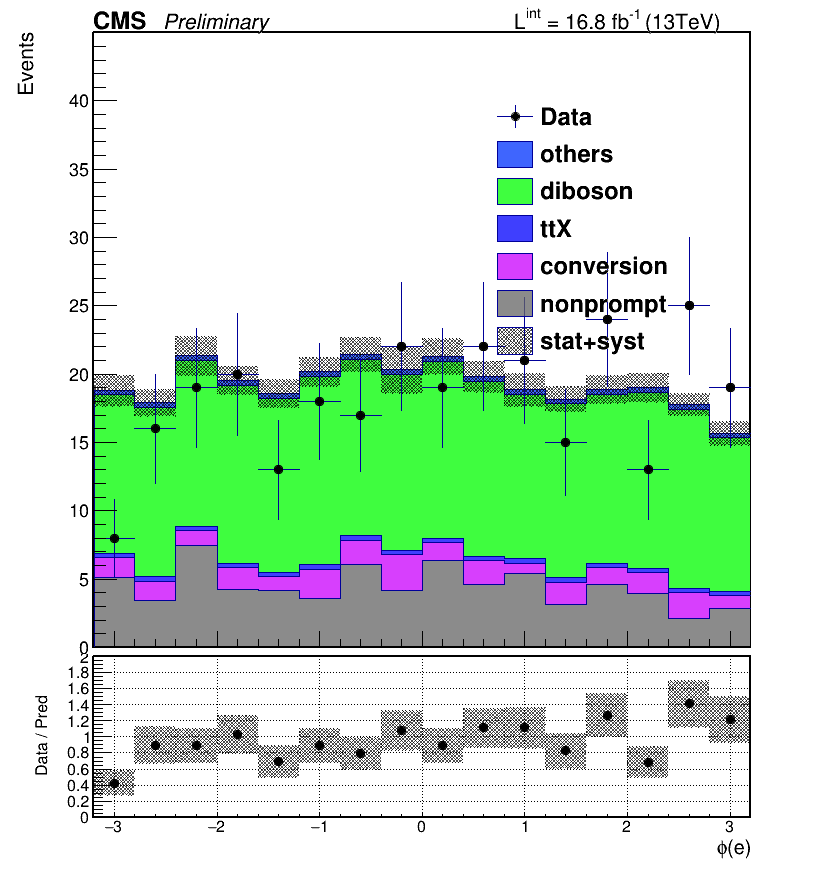 CMS Preliminary L^int = 16.8 fb⁻¹ (13TeV)
Events
40
35
30
25
20
15
10
5
0
Data
others
diboson
ttX
conversion
nonprompt
stat+syst
Data / Pred
2
1.8
1.6
1.4
1.2
1
0.8
0.6
0.4
0.2
0
−3 −2 −1 0 1 2 3
ϕ(e)